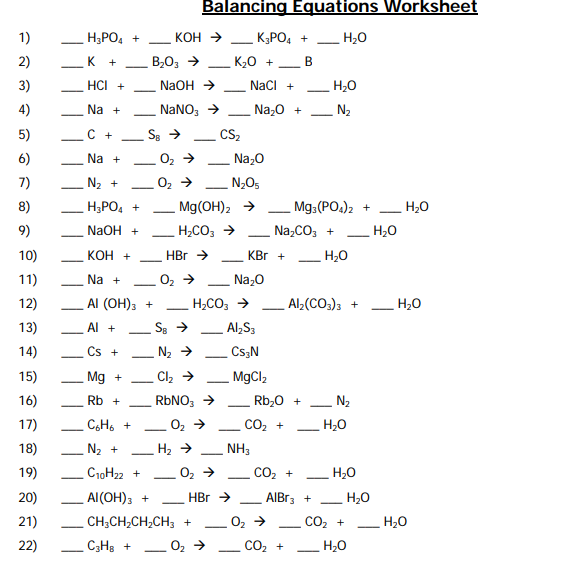 Balancing Equations Worksheet
1) ___ H₃PO₄ + ___ KOH → ___ K₃PO₄ + ___ H₂O
2) ___ K + ___ B₂O₃ → ___ K₂O + ___ B
3) ___ HCl + ___ NaOH → ___ NaCl + ___ H₂O
4) ___ Na + ___ NaNO₃ → ___ Na₂O + ___ N₂
5) ___ C + ___ S₈ → ___ CS₂
6) ___ Na + ___ O₂ → ___ Na₂O
7) ___ N₂ + ___ O₂ → ___ N₂O₅
8) ___ H₃PO₄ + ___ Mg(OH)₂ → ___ Mg₃(PO₄)₂ + ___ H₂O
9) ___ NaOH + ___ H₂CO₃ → ___ Na₂CO₃ + ___ H₂O
10) ___ KOH + ___ HBr → ___ KBr + ___ H₂O
11) ___ Na + ___ O₂ → ___ Na₂O
12) ___ Al (OH)₃ + ___ H₂CO₃ → ___ Al₂(CO₃)₃ + ___ H₂O
13) ___ Al + ___ S₈ → ___ Al₂S₃
14) ___ Cs + ___ N₂ → ___ Cs₃N
15) ___ Mg + ___ Cl₂ → ___ MgCl₂
16) ___ Rb + ___ RbNO₃ → ___ Rb₂O + ___ N₂
17) ___ C₆H₆ + ___ O₂ → ___ CO₂ + ___ H₂O
18) ___ N₂ + ___ H₂ → ___ NH₃
19) ___ C₁₀H₂₂ + ___ O₂ → ___ CO₂ + ___ H₂O
20) ___ Al(OH)₃ + ___ HBr → ___ AlBr₃ + ___ H₂O
21) ___ CH₃CH₂CH₂CH₃ + ___ O₂ → ___ CO₂ + ___ H₂O
22) ___ C₃H₈ + ___ O₂ → ___ CO₂ + ___ H₂O